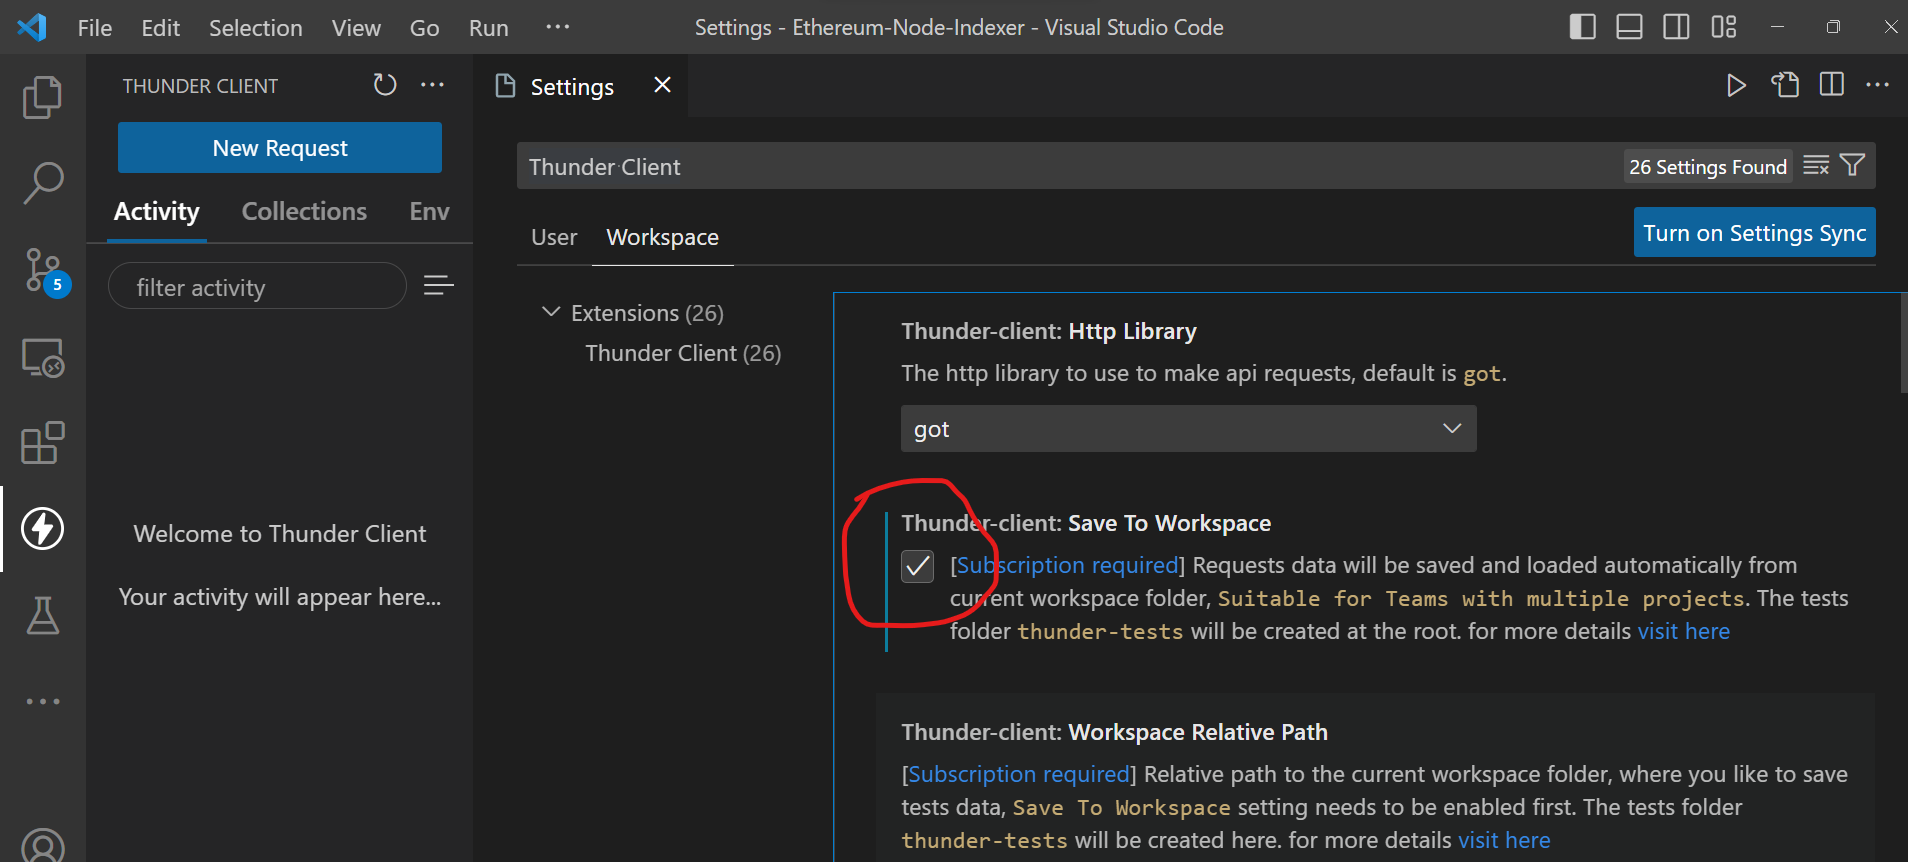 File Edit Selection View Go Run ...
Settings - Ethereum-Node-Indexer - Visual Studio Code
THUNDER CLIENT
New Request
Activity Collections Env
filter activity
5
Welcome to Thunder Client
Your activity will appear here...
Settings
Thunder Client
26 Settings Found
User Workspace
Turn on Settings Sync
Extensions (26)
Thunder Client (26)
Thunder-client: Http Library
The http library to use to make api requests, default is got.
got
Thunder-client: Save To Workspace
[Subscription required] Requests data will be saved and loaded automatically from
current workspace folder, Suitable for Teams with multiple projects. The tests
folder thunder-tests will be created at the root. for more details visit here
Thunder-client: Workspace Relative Path
[Subscription required] Relative path to the current workspace folder, where you like to save
tests data, Save To Workspace setting needs to be enabled first. The tests folder
thunder-tests will be created here. for more details visit here